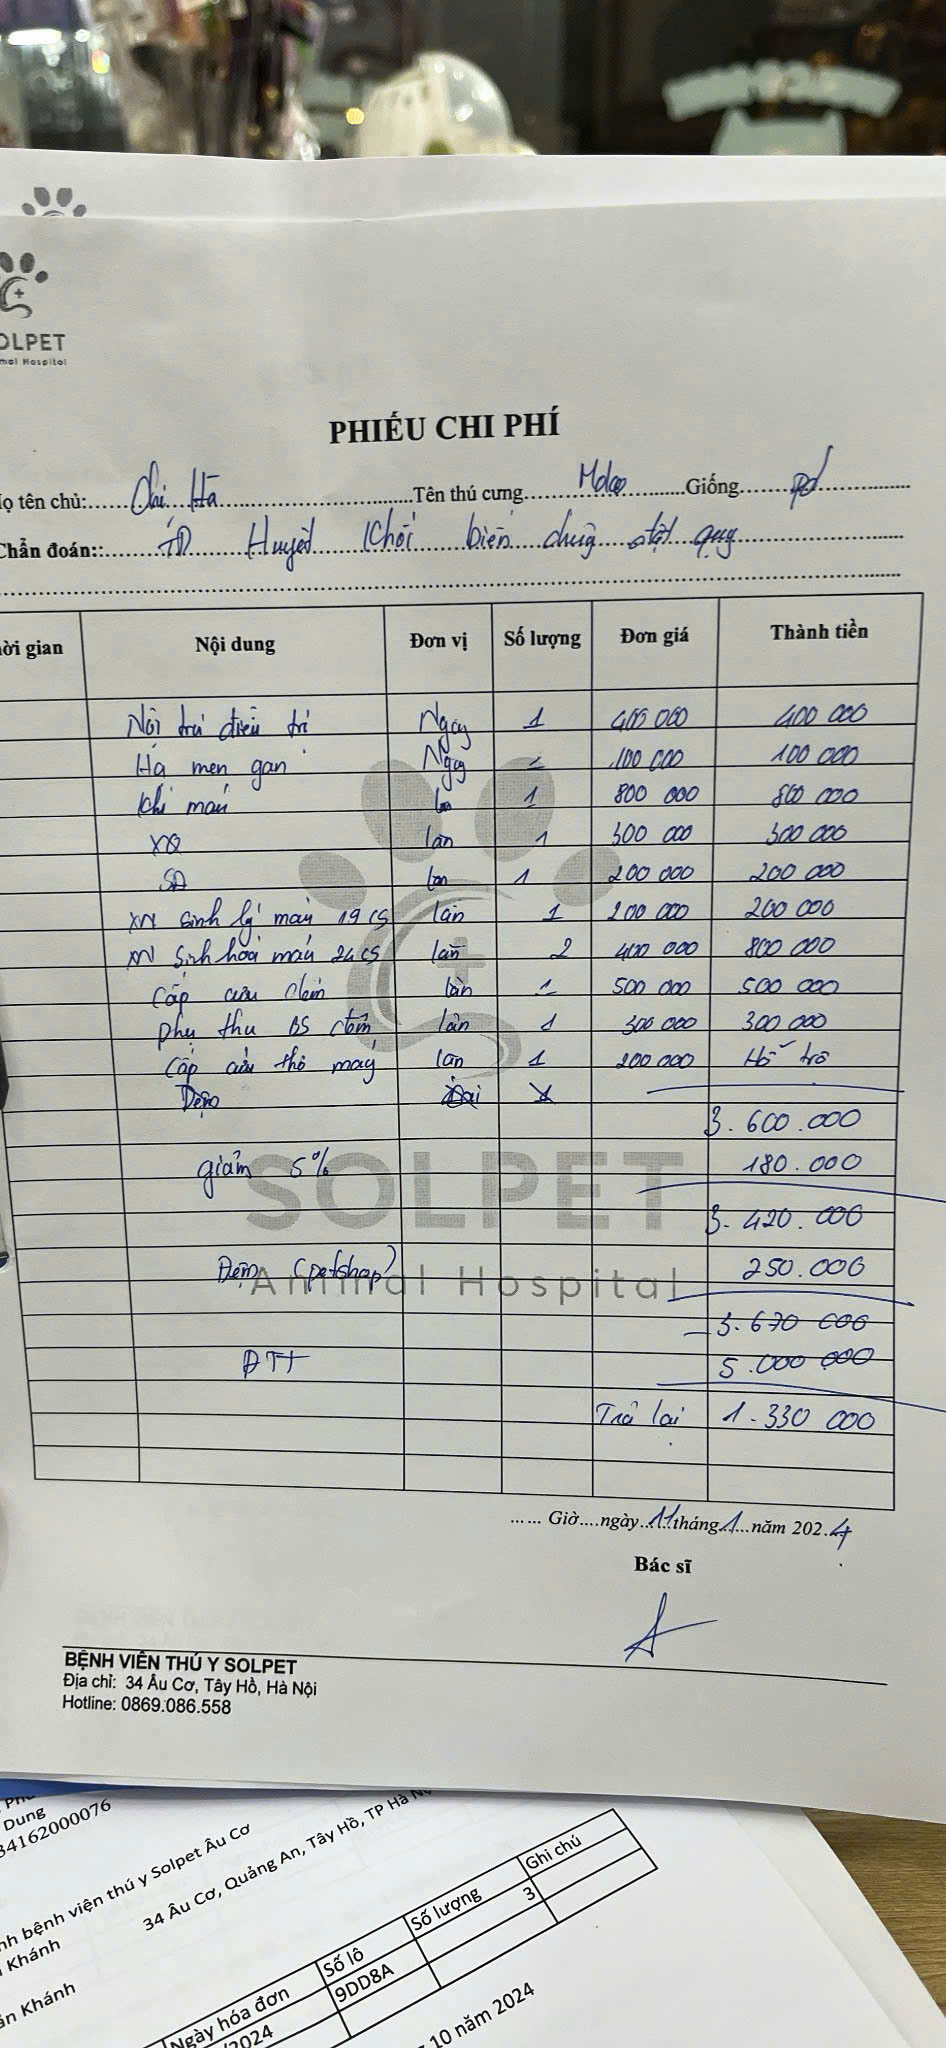 SOLPET
Animal Hospital
PHIẾU CHI PHÍ
Họ tên chủ: Chị Hà Tên thú cưng Giống
Chẩn đoán: TD Huyết khối biến chứng đột quỵ
Thời gian Nội dung Đơn vị Số lượng Đơn giá Thành tiền
Nội trú điều trị Ngày 1 400 000 400 000
Hạ men gan Ngày 1 100 000 100 000
Khí máu lần 1 800 000 800 000
XQ lần 1 300 000 300 000
SA lần 1 200 000 200 000
XN sinh lý máu 19 CS lần 1 200 000 200 000
XN sinh hóa máu 24 CS lần 2 400 000 800 000
Cấp cứu đêm lần 1 500 000 500 000
phụ thu BS đêm lần 1 300 000 300 000
Cấp cứu thở máy lần 1 200 000 Hỗ trợ
Đệm
3.600.000
giảm 5% 180.000
SOLPET
3.420.000
Đệm (petshop) 250.000
Animal Hospital
3.670 000
ĐTT 5.000 000
Trả lại 1.330 000
...... Giờ....ngày 11 tháng 1 năm 2024
Bác sĩ
BỆNH VIỆN THÚ Y SOLPET
Địa chỉ: 34 Âu Cơ, Tây Hồ, Hà Nội
Hotline: 0869.086.558
Dung
34162000076
bệnh viện thú y Solpet Âu Cơ
34 Âu Cơ, Quảng An, Tây Hồ, TP Hà
Khánh
Khánh
Ngày hóa đơn Số lô Số lượng Ghi chú
/2024 9DD8A 3
10 năm 2024